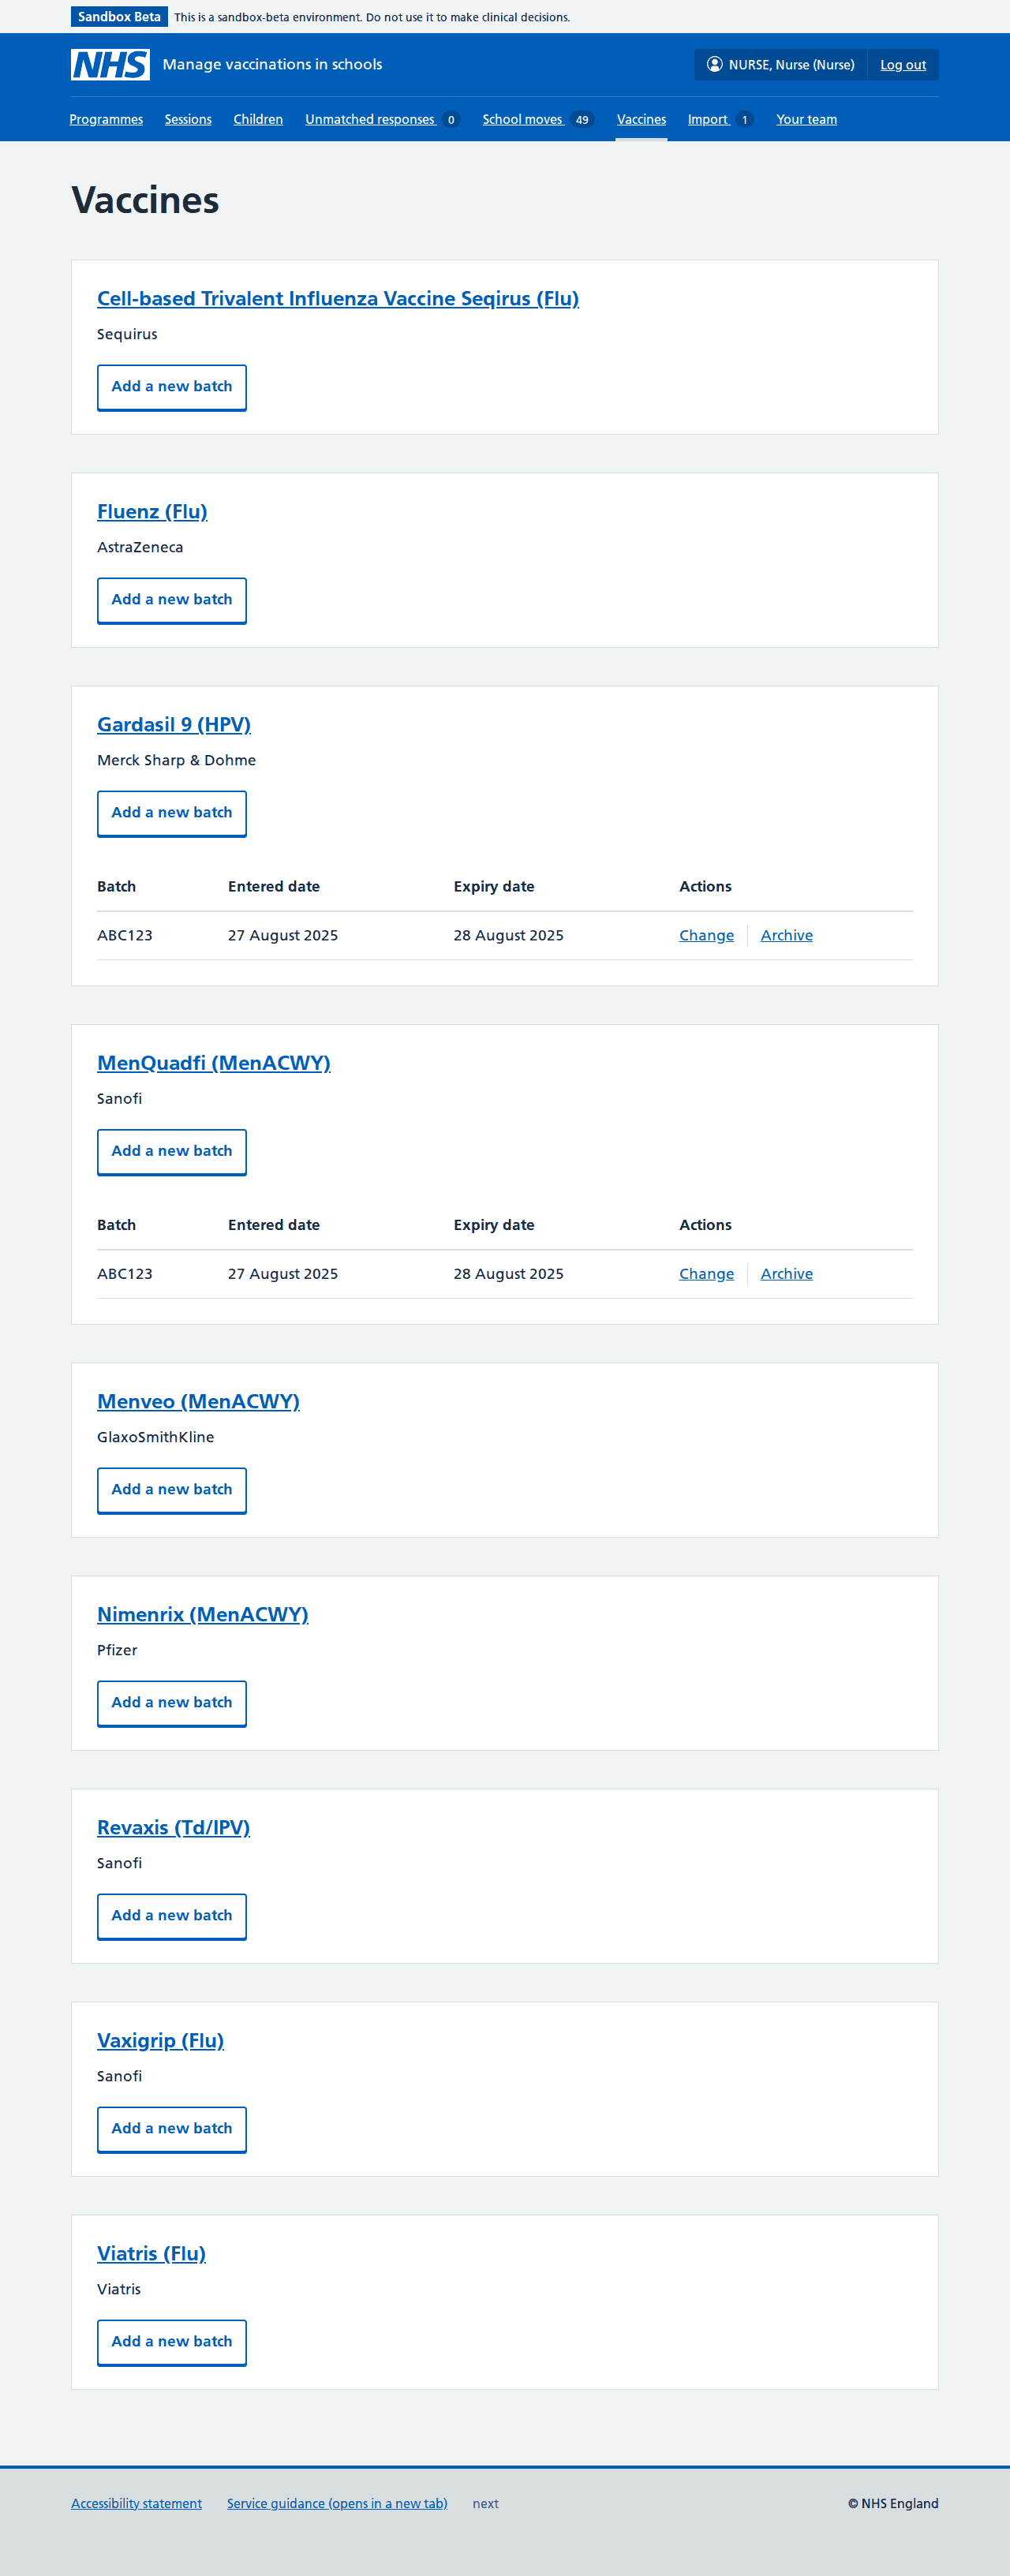 Sandbox Beta This is a sandbox-beta environment. Do not use it to make clinical decisions.
NHS Manage vaccinations in schools NURSE, Nurse (Nurse) Log out
Programmes Sessions Children Unmatched responses 0 School moves 49 Vaccines Import 1 Your team
Vaccines
Cell-based Trivalent Influenza Vaccine Seqirus (Flu)
Sequirus
Add a new batch
Fluenz (Flu)
AstraZeneca
Add a new batch
Gardasil 9 (HPV)
Merck Sharp & Dohme
Add a new batch
Batch Entered date Expiry date Actions
ABC123 27 August 2025 28 August 2025 Change Archive
MenQuadfi (MenACWY)
Sanofi
Add a new batch
Batch Entered date Expiry date Actions
ABC123 27 August 2025 28 August 2025 Change Archive
Menveo (MenACWY)
GlaxoSmithKline
Add a new batch
Nimenrix (MenACWY)
Pfizer
Add a new batch
Revaxis (Td/IPV)
Sanofi
Add a new batch
Vaxigrip (Flu)
Sanofi
Add a new batch
Viatris (Flu)
Viatris
Add a new batch
Accessibility statement Service guidance (opens in a new tab) next © NHS England